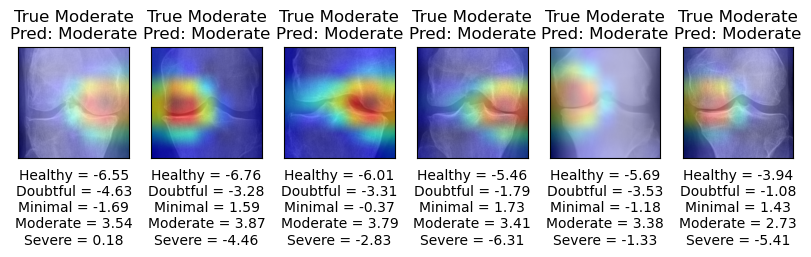 True Moderate
Pred: Moderate
True Moderate
Pred: Moderate
True Moderate
Pred: Moderate
True Moderate
Pred: Moderate
True Moderate
Pred: Moderate
True Moderate
Pred: Moderate
Healthy = -6.55
Doubtful = -4.63
Minimal = -1.69
Moderate = 3.54
Severe = 0.18
Healthy = -6.76
Doubtful = -3.28
Minimal = 1.59
Moderate = 3.87
Severe = -4.46
Healthy = -6.01
Doubtful = -3.31
Minimal = -0.37
Moderate = 3.79
Severe = -2.83
Healthy = -5.46
Doubtful = -1.79
Minimal = 1.73
Moderate = 3.41
Severe = -6.31
Healthy = -5.69
Doubtful = -3.53
Minimal = -1.18
Moderate = 3.38
Severe = -1.33
Healthy = -3.94
Doubtful = -1.08
Minimal = 1.43
Moderate = 2.73
Severe = -5.41